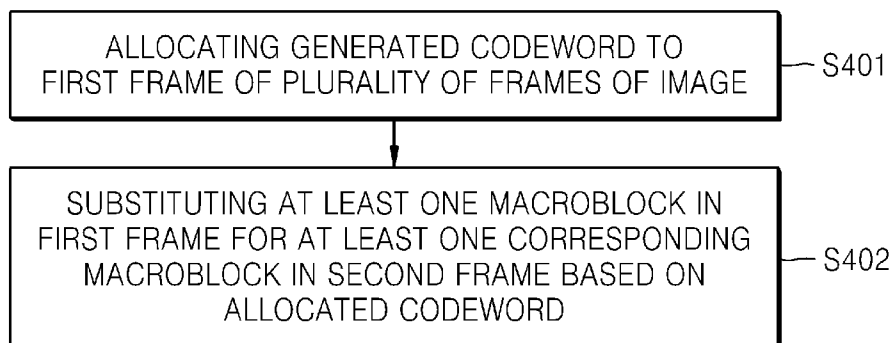 ALLOCATING GENERATED CODEWORD TO
FIRST FRAME OF PLURALITY OF FRAMES OF IMAGE
S401
SUBSTITUTING AT LEAST ONE MACROBLOCK IN
FIRST FRAME FOR AT LEAST ONE CORRESPONDING
MACROBLOCK IN SECOND FRAME BASED ON
ALLOCATED CODEWORD
S402